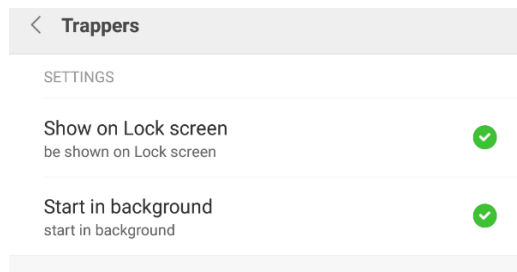 Trappers
SETTINGS
Show on Lock screen
be shown on Lock screen
Start in background
start in background